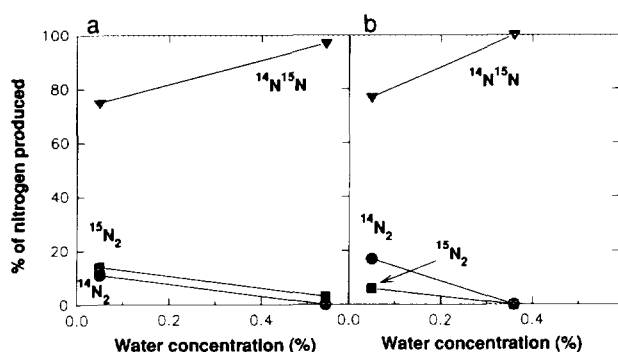 a
b
% of nitrogen produced
100
80
60
40
20
0
¹⁴N¹⁵N
¹⁵N₂
¹⁴N₂
0.0 0.2 0.4
Water concentration (%)
¹⁴N¹⁵N
¹⁴N₂
¹⁵N₂
0.0 0.2 0.4
Water concentration (%)